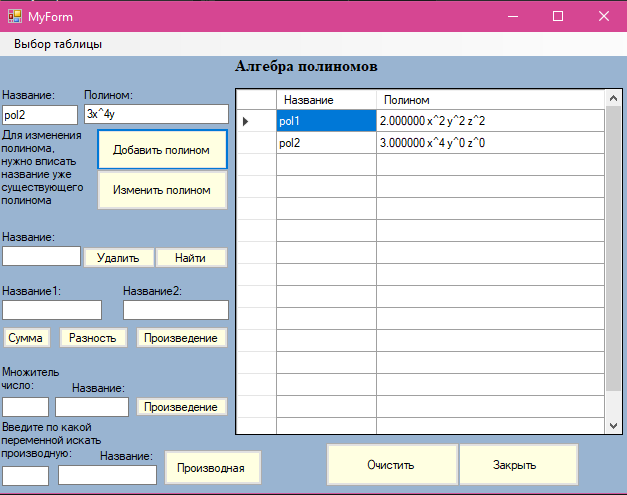 MyForm
Выбор таблицы
Алгебра полиномов
Название: Полином:
pol2 3x^4y
Для изменения
полинома,
нужно вписать
название уже
существующего
полинома
Добавить полином
Изменить полином
Название:
Удалить Найти
Название1: Название2:
Сумма Разность Произведение
Множитель
число: Название:
Произведение
Введите по какой
переменной искать
производную: Название:
Производная
Название Полином
pol1 2.000000 x^2 y^2 z^2
pol2 3.000000 x^4 y^0 z^0
Очистить Закрыть